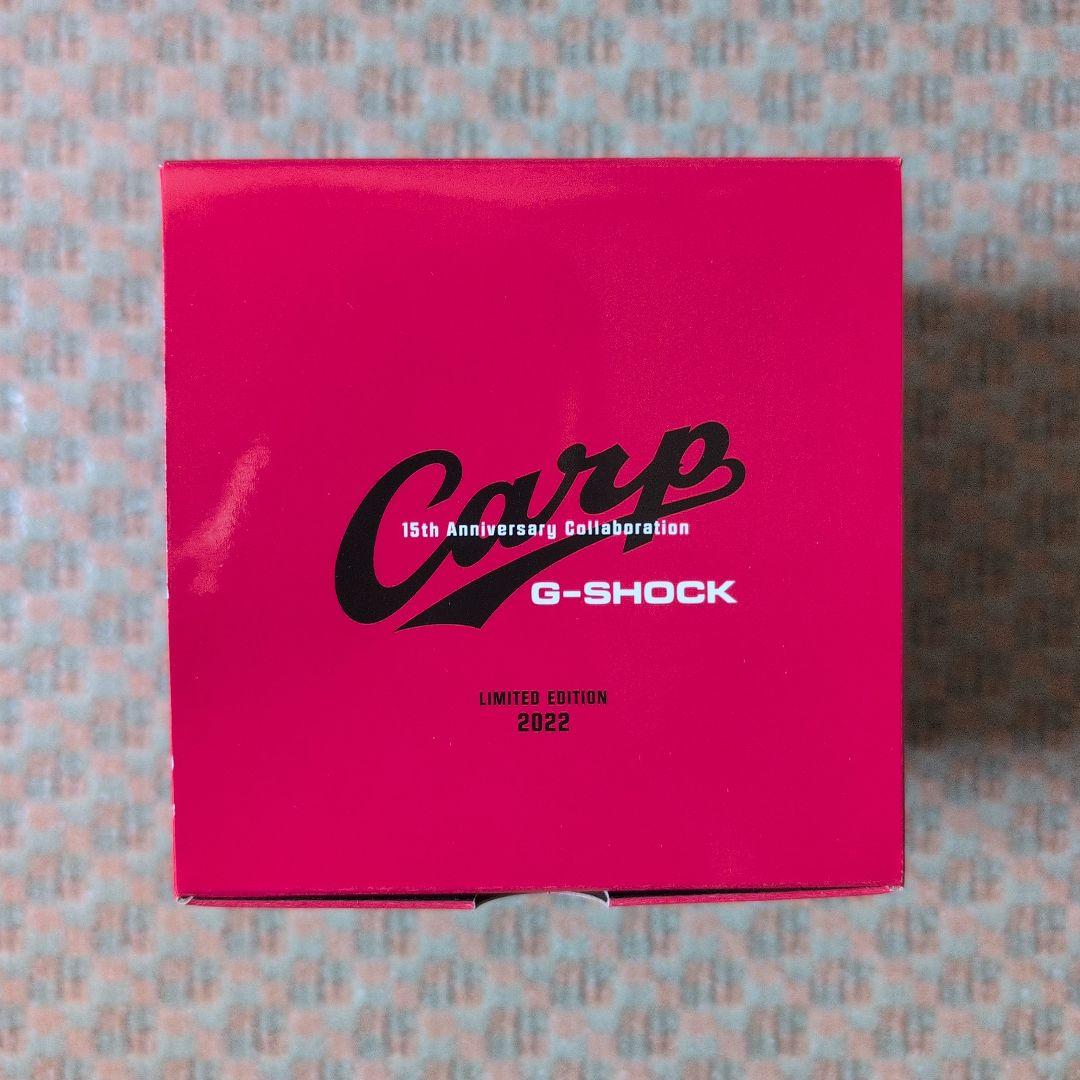 Carp
15th Anniversary Collaboration
G-SHOCK
LIMITED EDITION
2022